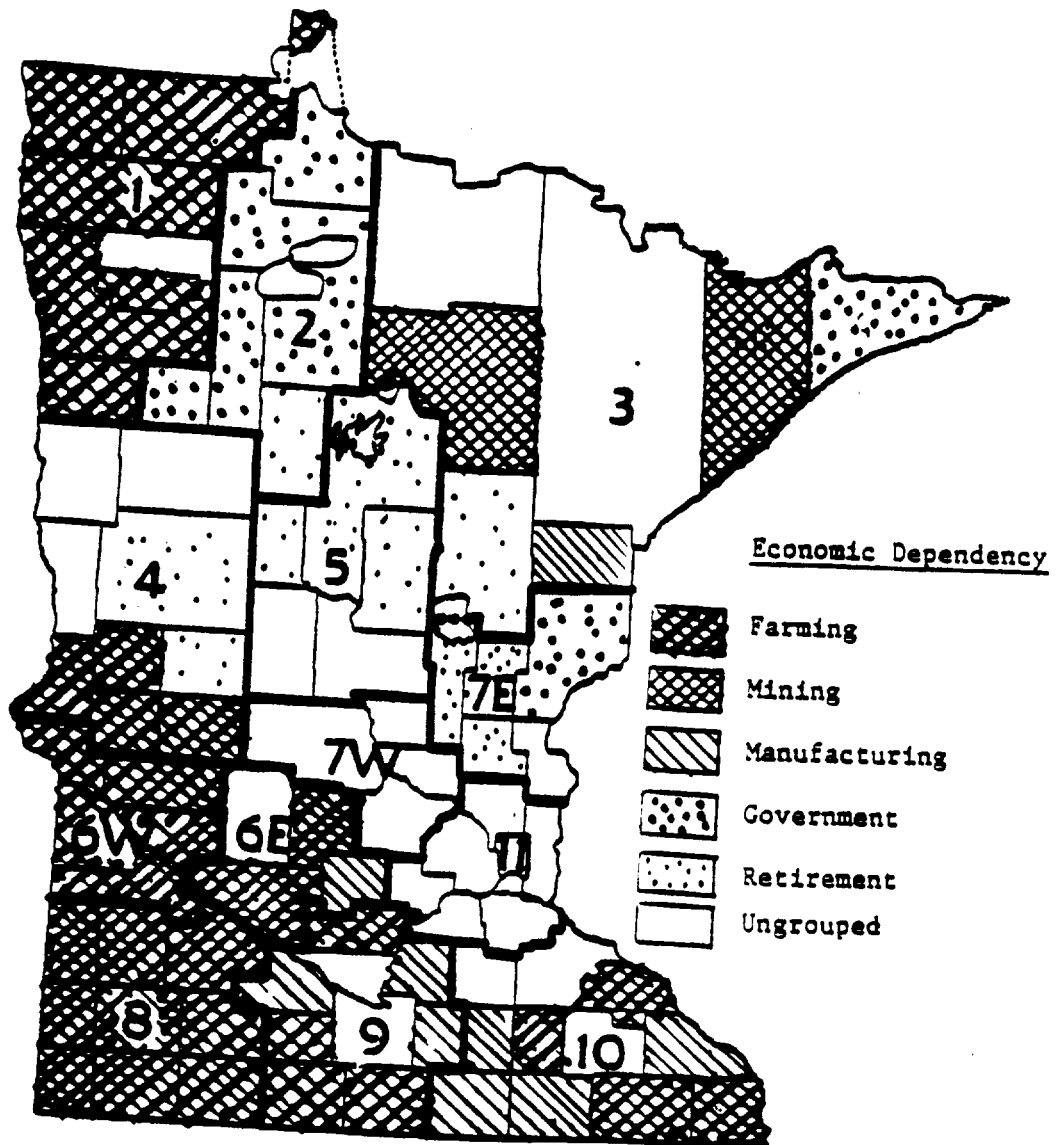 1
2
3
4
5
6W
6E
7W
7E
8
9
10
11
Economic Dependency
Farming
Mining
Manufacturing
Government
Retirement
Ungrouped